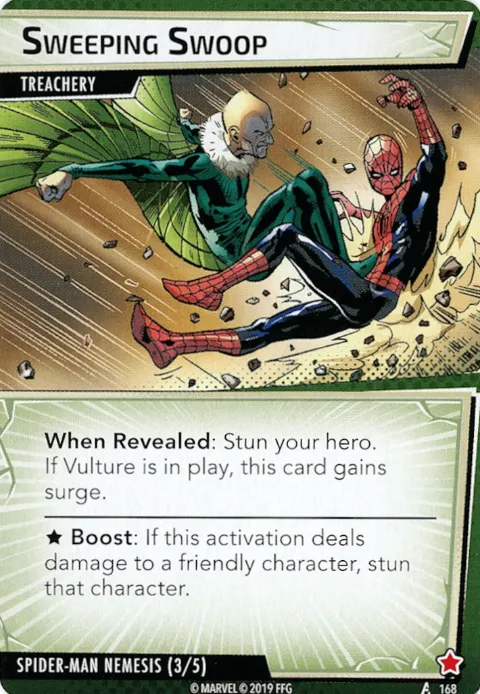 Sweeping Swoop
TREACHERY
When Revealed: Stun your hero.
If Vulture is in play, this card gains
surge.
★ Boost: If this activation deals
damage to a friendly character, stun
that character.
SPIDER-MAN NEMESIS (3/5)
© MARVEL © 2019 FFG
168